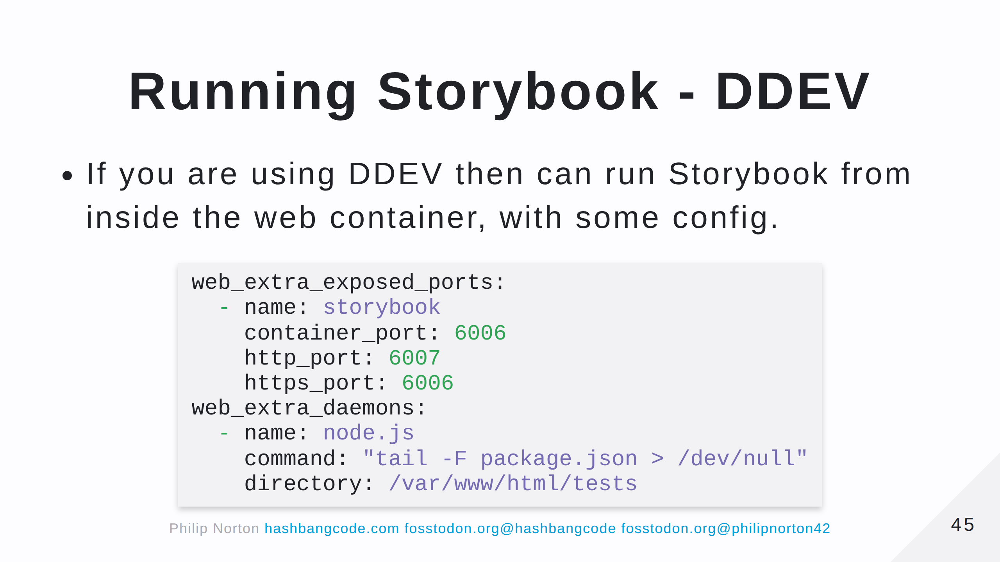 Running Storybook - DDEV
• If you are using DDEV then can run Storybook from
inside the web container, with some config.
web_extra_exposed_ports:
  - name: storybook
    container_port: 6006
    http_port: 6007
    https_port: 6006
web_extra_daemons:
  - name: node.js
    command: "tail -F package.json > /dev/null"
    directory: /var/www/html/tests
Philip Norton hashbangcode.com fosstodon.org@hashbangcode fosstodon.org@philipnorton42
45